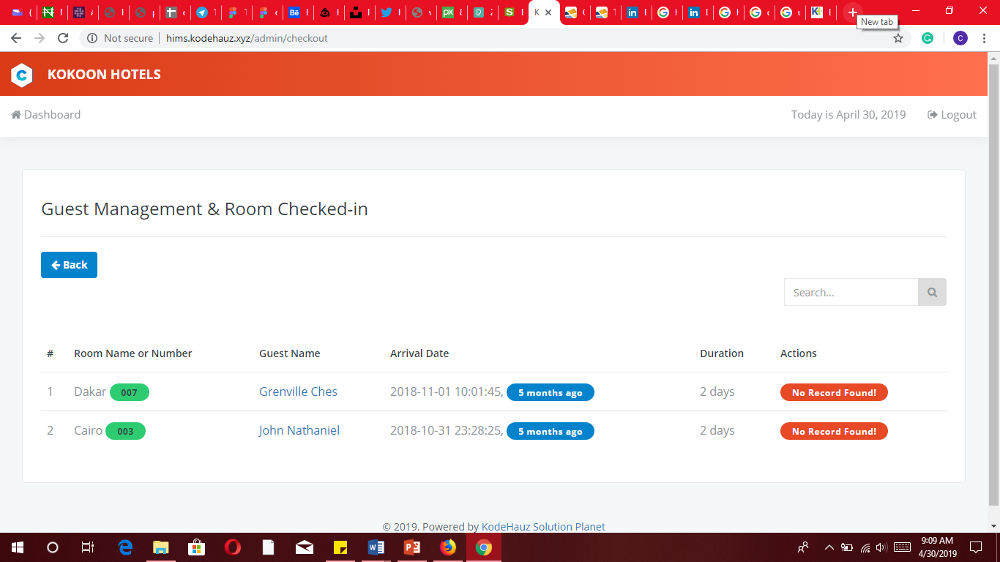 New tab
Not secure
hims.kodehauz.xyz/admin/checkout
KOKOON HOTELS
Dashboard
Today is April 30, 2019
Logout
Guest Management & Room Checked-in
Back
Search...
# Room Name or Number Guest Name Arrival Date Duration Actions
1 Dakar 007 Grenville Ches 2018-11-01 10:01:45, 5 months ago 2 days No Record Found!
2 Cairo 003 John Nathaniel 2018-10-31 23:28:25, 5 months ago 2 days No Record Found!
© 2019. Powered by KodeHauz Solution Planet
9:09 AM
4/30/2019